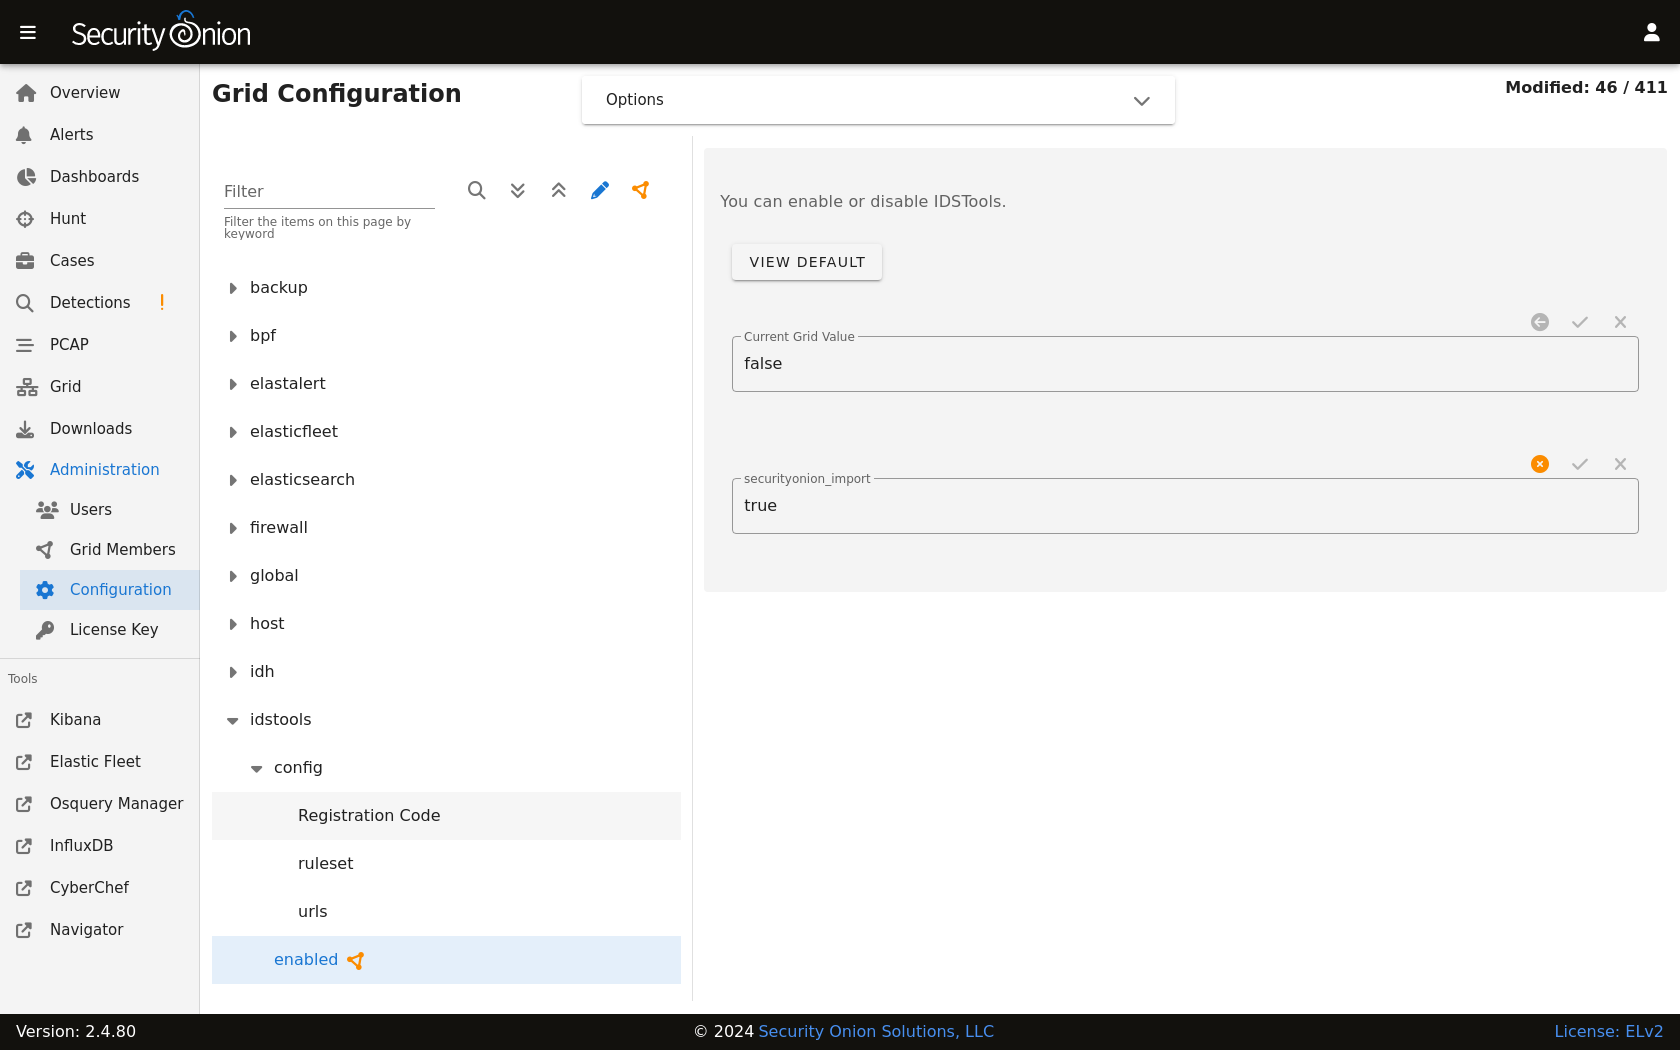 Security Onion
Overview
Alerts
Dashboards
Hunt
Cases
Detections !
PCAP
Grid
Downloads
Administration
Users
Grid Members
Configuration
License Key
Tools
Kibana
Elastic Fleet
Osquery Manager
InfluxDB
CyberChef
Navigator
Grid Configuration
Options
Modified: 46 / 411
Filter
Filter the items on this page by
keyword
backup
bpf
elastalert
elasticfleet
elasticsearch
firewall
global
host
idh
idstools
config
Registration Code
ruleset
urls
enabled
You can enable or disable IDSTools.
VIEW DEFAULT
Current Grid Value
false
securityonion_import
true
Version: 2.4.80
© 2024 Security Onion Solutions, LLC
License: ELv2